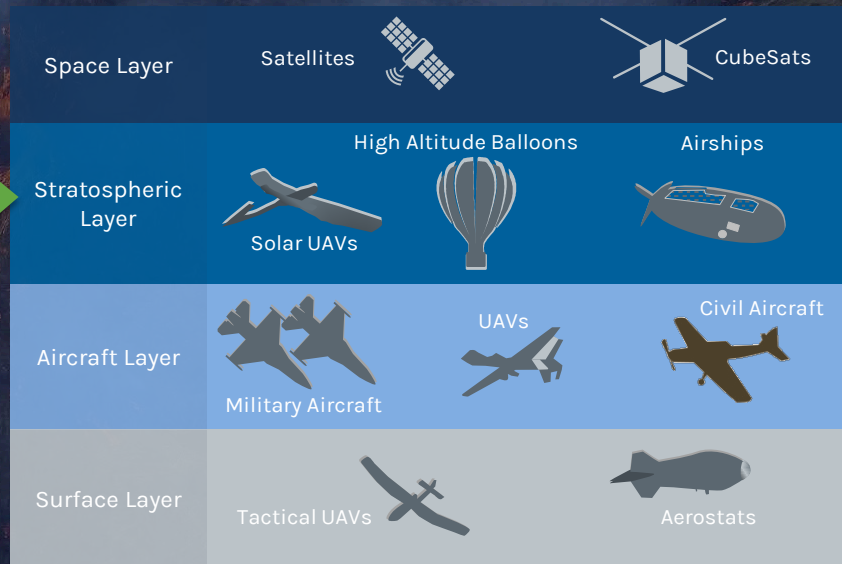 Space Layer
Satellites
CubeSats
Stratospheric
Layer
High Altitude Balloons
Airships
Solar UAVs
Aircraft Layer
UAVs
Civil Aircraft
Military Aircraft
Surface Layer
Tactical UAVs
Aerostats